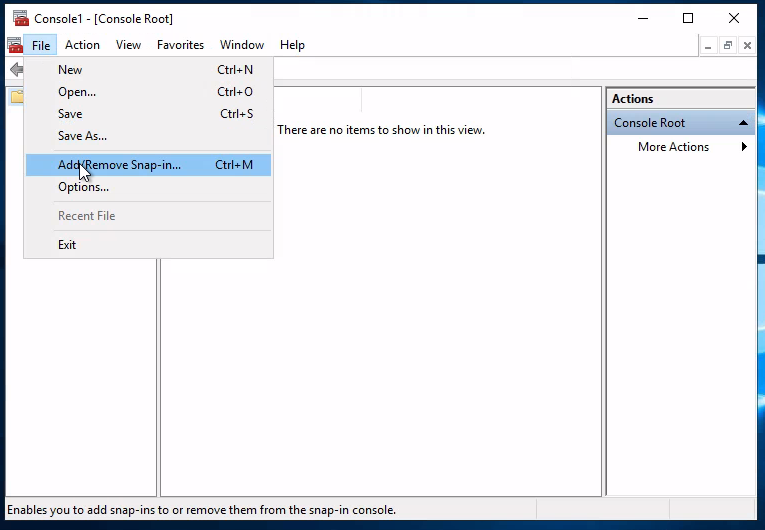 Console1 - [Console Root]
File Action View Favorites Window Help
New Ctrl+N
Open... Ctrl+O
Save Ctrl+S
Save As...
Add/Remove Snap-in... Ctrl+M
Options...
Recent File
Exit
There are no items to show in this view.
Actions
Console Root
More Actions
Enables you to add snap-ins to or remove them from the snap-in console.